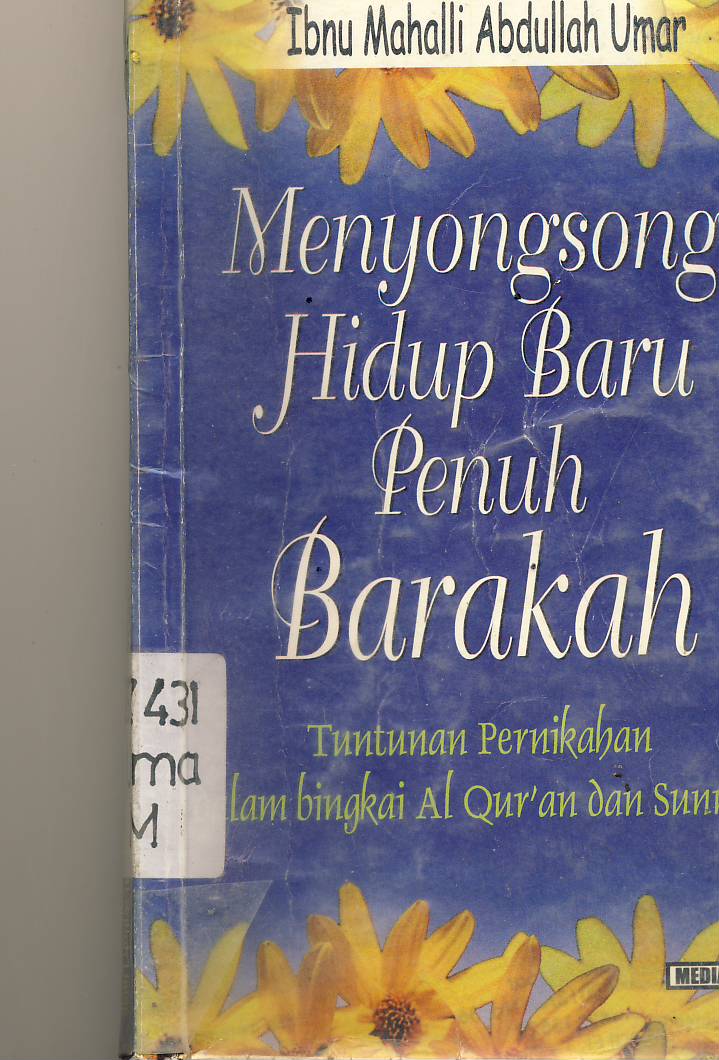 Ibnu Mahalli Abdullah Umar
Menyongsong
Hidup Baru
Penuh
Barakah
Tuntunan Pernikahan
lam bingkai Al Qur'an dan Sun
431
ma
M
MEDIA